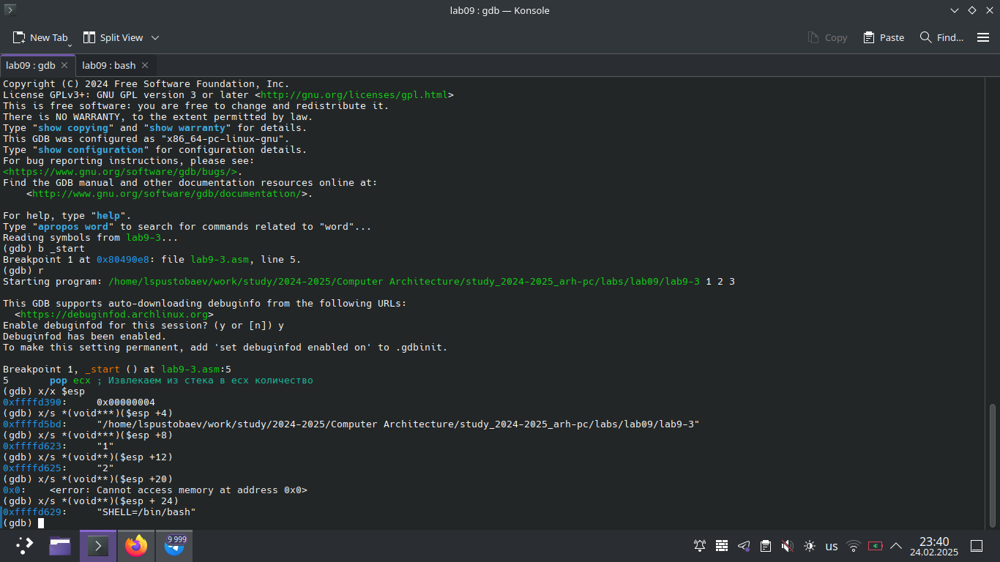 lab09 : gdb — Konsole
New Tab
Split View
Copy
Paste
Find...
lab09 : gdb
lab09 : bash
Copyright (C) 2024 Free Software Foundation, Inc.
License GPLv3+: GNU GPL version 3 or later <http://gnu.org/licenses/gpl.html>
This is free software: you are free to change and redistribute it.
There is NO WARRANTY, to the extent permitted by law.
Type "show copying" and "show warranty" for details.
This GDB was configured as "x86_64-pc-linux-gnu".
Type "show configuration" for configuration details.
For bug reporting instructions, please see:
<https://www.gnu.org/software/gdb/bugs/>.
Find the GDB manual and other documentation resources online at:
    <http://www.gnu.org/software/gdb/documentation/>.
For help, type "help".
Type "apropos word" to search for commands related to "word"...
Reading symbols from lab9-3...
(gdb) b _start
Breakpoint 1 at 0x80490e8: file lab9-3.asm, line 5.
(gdb) r
Starting program: /home/lspustobaev/work/study/2024-2025/Computer Architecture/study_2024-2025_arh-pc/labs/lab09/lab9-3 1 2 3
This GDB supports auto-downloading debuginfo from the following URLs:
  <https://debuginfod.archlinux.org>
Enable debuginfod for this session? (y or [n]) y
Debuginfod has been enabled.
To make this setting permanent, add 'set debuginfod enabled on' to .gdbinit.
Breakpoint 1, _start () at lab9-3.asm:5
5       pop ecx ; Извлекаем из стека в ecx количество
(gdb) x/x $esp
0xffffd390:     0x00000004
(gdb) x/s *(void***)($esp +4)
0xffffd5bd:     "/home/lspustobaev/work/study/2024-2025/Computer Architecture/study_2024-2025_arh-pc/labs/lab09/lab9-3"
(gdb) x/s *(void***)($esp +8)
0xffffd623:     "1"
(gdb) x/s *(void**)($esp +12)
0xffffd625:     "2"
(gdb) x/s *(void**)($esp +20)
0x0:    <error: Cannot access memory at address 0x0>
(gdb) x/s *(void**)($esp + 24)
0xffffd629:     "SHELL=/bin/bash"
(gdb)
9 999
us
23:40
24.02.2025